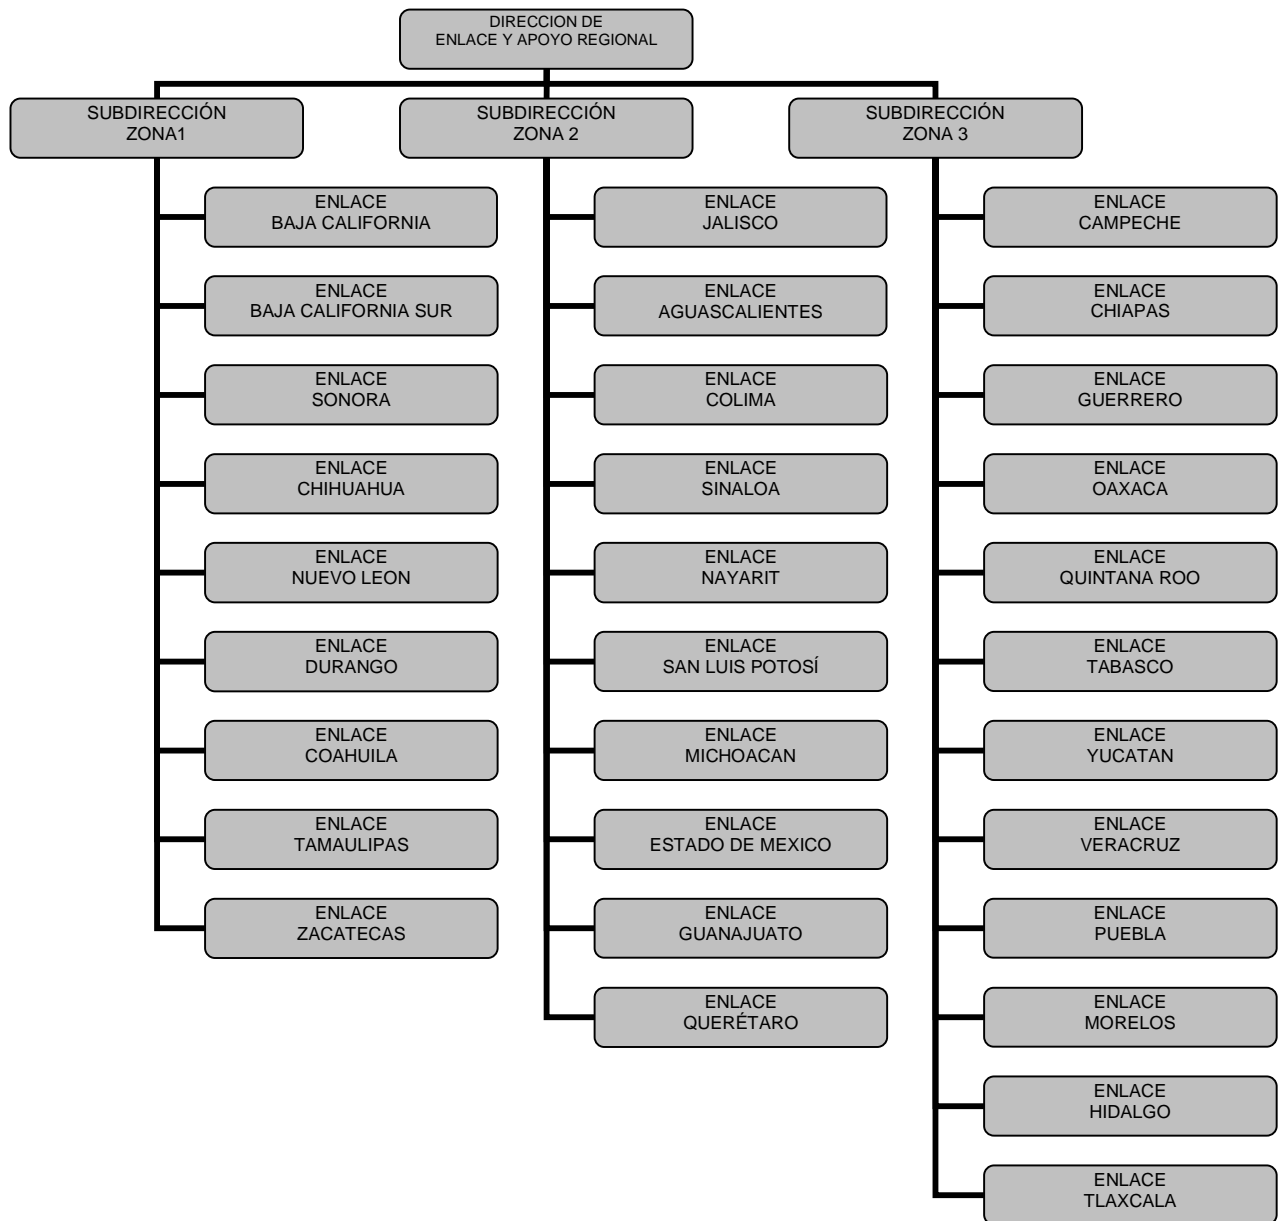 DIRECCION DE
ENLACE Y APOYO REGIONAL
SUBDIRECCIÓN
ZONA1
SUBDIRECCIÓN
ZONA 2
SUBDIRECCIÓN
ZONA 3
ENLACE
BAJA CALIFORNIA
ENLACE
BAJA CALIFORNIA SUR
ENLACE
SONORA
ENLACE
CHIHUAHUA
ENLACE
NUEVO LEON
ENLACE
DURANGO
ENLACE
COAHUILA
ENLACE
TAMAULIPAS
ENLACE
ZACATECAS
ENLACE
JALISCO
ENLACE
AGUASCALIENTES
ENLACE
COLIMA
ENLACE
SINALOA
ENLACE
NAYARIT
ENLACE
SAN LUIS POTOSÍ
ENLACE
MICHOACAN
ENLACE
ESTADO DE MEXICO
ENLACE
GUANAJUATO
ENLACE
QUERÉTARO
ENLACE
CAMPECHE
ENLACE
CHIAPAS
ENLACE
GUERRERO
ENLACE
OAXACA
ENLACE
QUINTANA ROO
ENLACE
TABASCO
ENLACE
YUCATAN
ENLACE
VERACRUZ
ENLACE
PUEBLA
ENLACE
MORELOS
ENLACE
HIDALGO
ENLACE
TLAXCALA